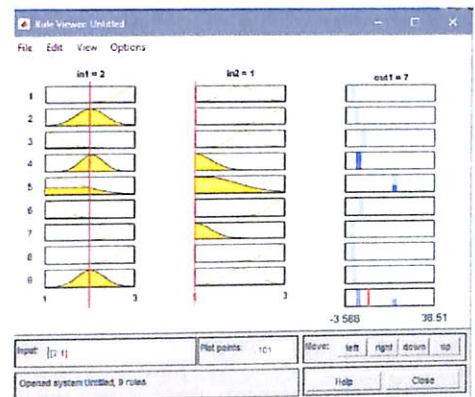 Rule Viewer: Untitled
File Edit View Options
in1 = 2 in2 = 1 out1 = 7
1
2
3
4
5
6
7
8
9
1 3 1 3
-3.588 38.51
Input: [2 1] Plot points: 101 Move: left right down up
Opened system Untitled, 9 rules Help Close